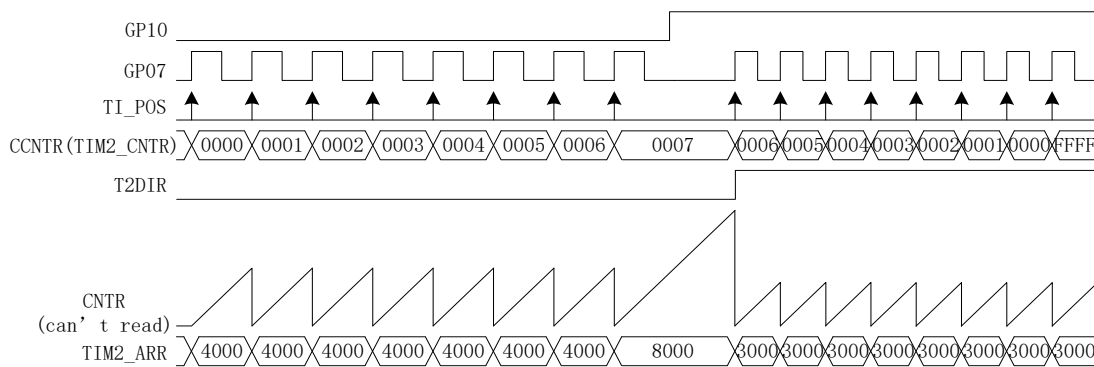 GP10
GP07
TI_POS
CCNTR(TIM2_CNTR) 0000 0001 0002 0003 0004 0005 0006 0007 0006 0005 0004 0003 0002 0001 0000 FFFF
T2DIR
CNTR
(can't read)
TIM2_ARR 4000 4000 4000 4000 4000 4000 4000 8000 3000 3000 3000 3000 3000 3000 3000 3000